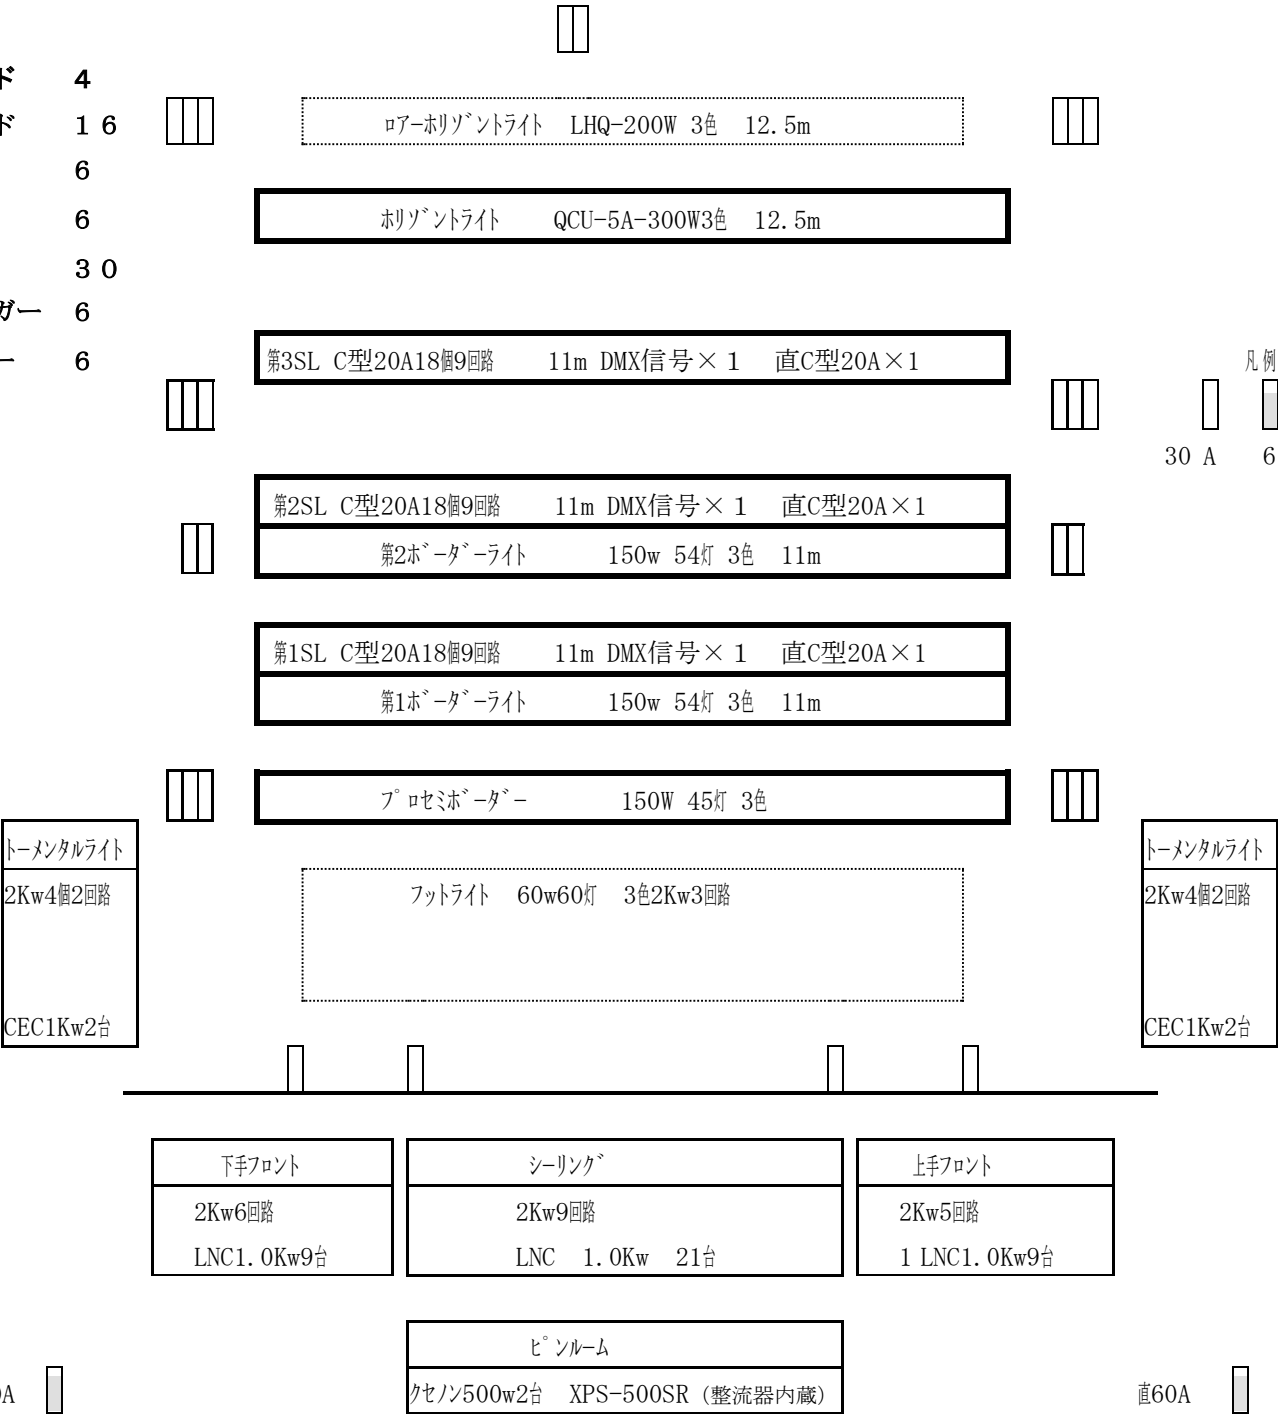 ド ４
ド １６
ﾛｱｰﾎﾘｿﾞﾝﾄﾗｲﾄ LHQ-200W 3色 12.5m
６
６
ﾎﾘｿﾞﾝﾄﾗｲﾄ QCU-5A-300W3色 12.5m
３０
ガー ６
ー ６
第3SL C型20A18個9回路 11m DMX信号×１ 直C型20A×1
凡例
30 A 6
第2SL C型20A18個9回路 11m DMX信号×１ 直C型20A×1
第2ﾎﾞｰﾀﾞｰﾗｲﾄ 150w 54灯 3色 11m
第1SL C型20A18個9回路 11m DMX信号×１ 直C型20A×1
第1ﾎﾞｰﾀﾞｰﾗｲﾄ 150w 54灯 3色 11m
ﾌﾟﾛｾﾐﾎﾞｰﾀﾞｰ 150W 45灯 3色
ﾄｰﾒﾝﾀﾙﾗｲﾄ
2Kw4個2回路
CEC1Kw2台
ﾌｯﾄﾗｲﾄ 60w60灯 3色2Kw3回路
ﾄｰﾒﾝﾀﾙﾗｲﾄ
2Kw4個2回路
CEC1Kw2台
下手ﾌﾛﾝﾄ
2Kw6回路
LNC1.0Kw9台
ｼｰﾘﾝｸﾞ
2Kw9回路
LNC 1.0Kw 21台
上手ﾌﾛﾝﾄ
2Kw5回路
1 LNC1.0Kw9台
ﾋﾟﾝﾙｰﾑ
ｸｾﾉﾝ500w2台 XPS-500SR（整流器内蔵）
A
直60A